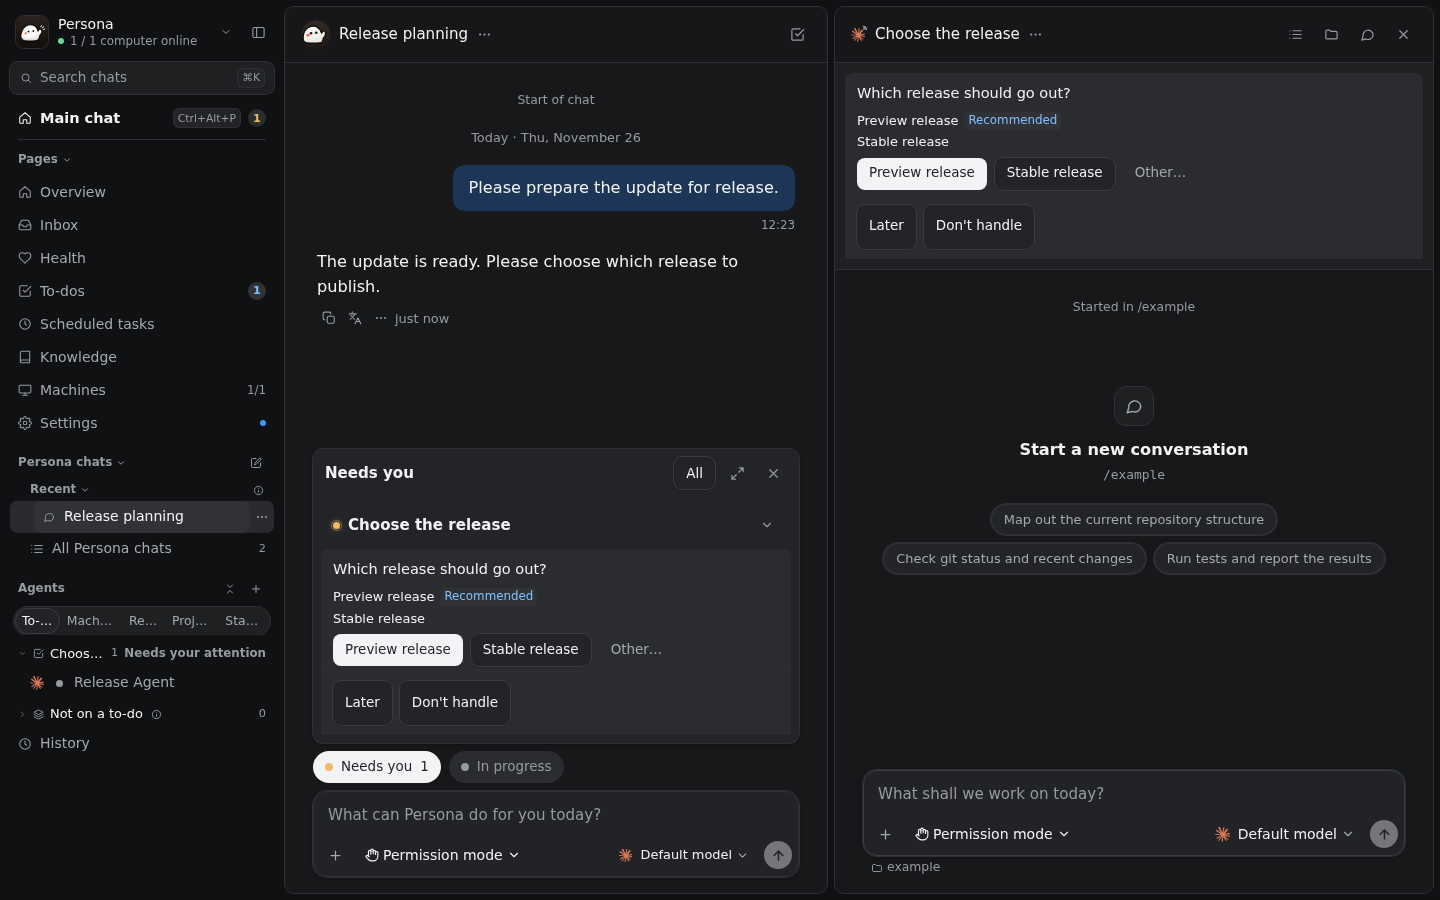 Persona
1 / 1 computer online
Search chats
⌘K
Main chat
Ctrl+Alt+P
1
Pages
Overview
Inbox
Health
To-dos
1
Scheduled tasks
Knowledge
Machines
1/1
Settings
Persona chats
Recent
Release planning
All Persona chats
2
Agents
To-…
Mach…
Re…
Proj…
Sta…
Choos…
1
Needs your attention
Release Agent
Not on a to-do
0
History
Release planning
Start of chat
Today · Thu, November 26
Please prepare the update for release.
12:23
The update is ready. Please choose which release to
publish.
just now
Needs you
All
Choose the release
Which release should go out?
Preview release Recommended
Stable release
Preview release
Stable release
Other…
Later
Don't handle
Needs you 1
In progress
What can Persona do for you today?
Permission mode
Default model
Choose the release
Which release should go out?
Preview release Recommended
Stable release
Preview release
Stable release
Other…
Later
Don't handle
Started in /example
Start a new conversation
/example
Map out the current repository structure
Check git status and recent changes
Run tests and report the results
What shall we work on today?
Permission mode
Default model
example